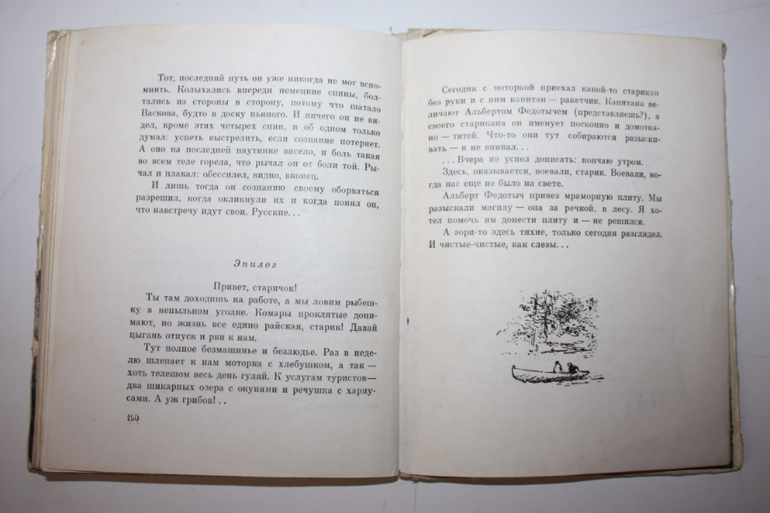 Тот, последний путь он уже никогда не мог вспо-
мнить. Колыхались впереди немецкие спины, бол-
тались из стороны в сторону, потому что шатало
Васкова, будто в доску пьяного. И ничего он не ви-
дел, кроме этих четырех спин, и об одном только
думал: успеть выстрелить, если сознание потеряет.
А оно на последней паутинке висело, и боль такая
во всем теле горела, что рычал он от боли той. Ры-
чал и плакал: обессилел, видно, вконец.
И лишь тогда он сознанию своему оборваться
разрешил, когда окликнули их и когда понял он,
что навстречу идут свои. Русские...
Эпилог
Привет, старичок!
Ты там доходишь на работе, а мы ловим рыбеш-
ку в непыльном уголке. Комары проклятые дони-
мают, но жизнь все едино райская, старик! Давай
цыгань отпуск и рви к нам.
Тут полное безмашинье и безлюдье. Раз в неде-
лю шлепает к нам моторка с хлебушком, а так —
хоть телешом весь день гуляй. К услугам туристов—
два шикарных озера с окунями и речушка с хариу-
сами. А уж грибов!..
190
Сегодня с моторкой приехал какой-то старикан
без руки и с ним капитан — ракетчик. Капитана ве-
личают Альбертом Федотычем (представляешь?), а
своего старикана он именует посконно и домотка-
но — тятей. Что-то они тут собираются разыски-
вать — я не вникал...
...Вчера не успел дописать: кончаю утром.
Здесь, оказывается, воевали, старик. Воевали, ко-
гда нас еще не было на свете.
Альберт Федотыч привез мраморную плиту. Мы
разыскали могилу — она за речкой, в лесу. Я хо-
тел помочь им донести плиту и — не решился.
А зори-то здесь тихие, только сегодня разглядел.
И чистые-чистые, как слезы...